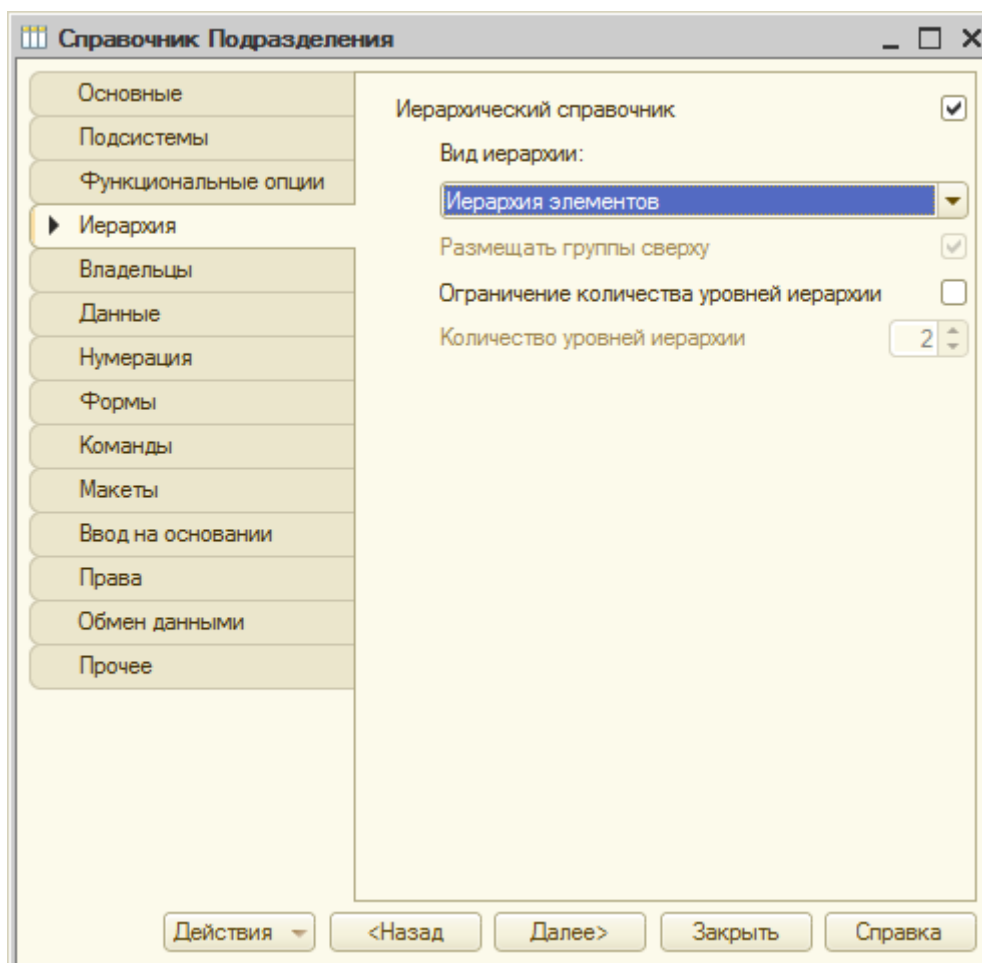 Справочник Подразделения
Основные
Подсистемы
Функциональные опции
Иерархия
Владельцы
Данные
Нумерация
Формы
Команды
Макеты
Ввод на основании
Права
Обмен данными
Прочее
Иерархический справочник
Вид иерархии:
Иерархия элементов
Размещать группы сверху
Ограничение количества уровней иерархии
Количество уровней иерархии 2
Действия <Назад Далее> Закрыть Справка